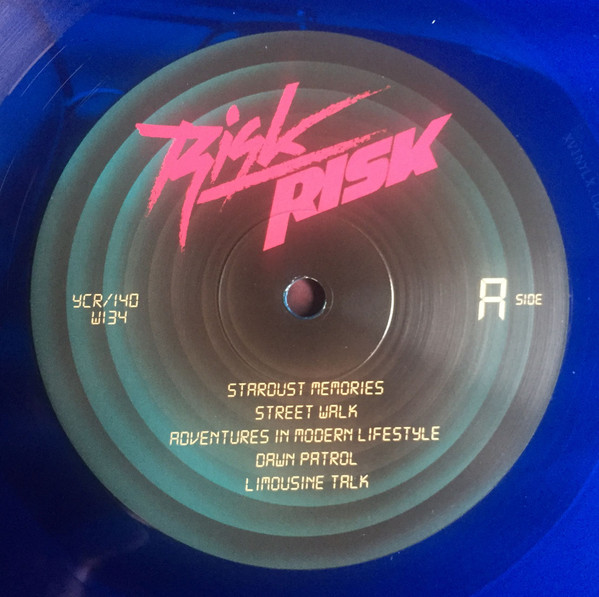 Risk
RISK
YCR/140
W134
A SIDE
STARDUST MEMORIES
STREET WALK
ADVENTURES IN MODERN LIFESTYLE
DAWN PATROL
LIMOUSINE TALK